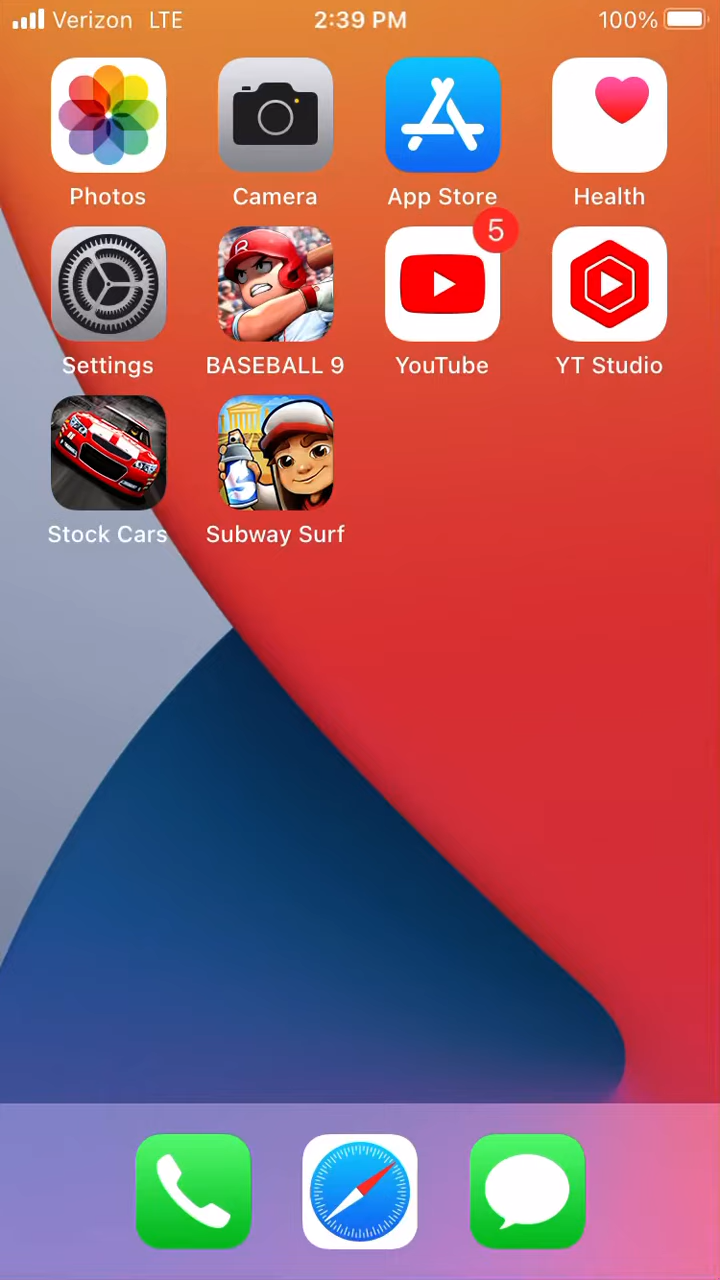 Verizon LTE 2:39 PM 100%
Photos Camera App Store Health
5
Settings BASEBALL 9 YouTube YT Studio
Stock Cars Subway Surf